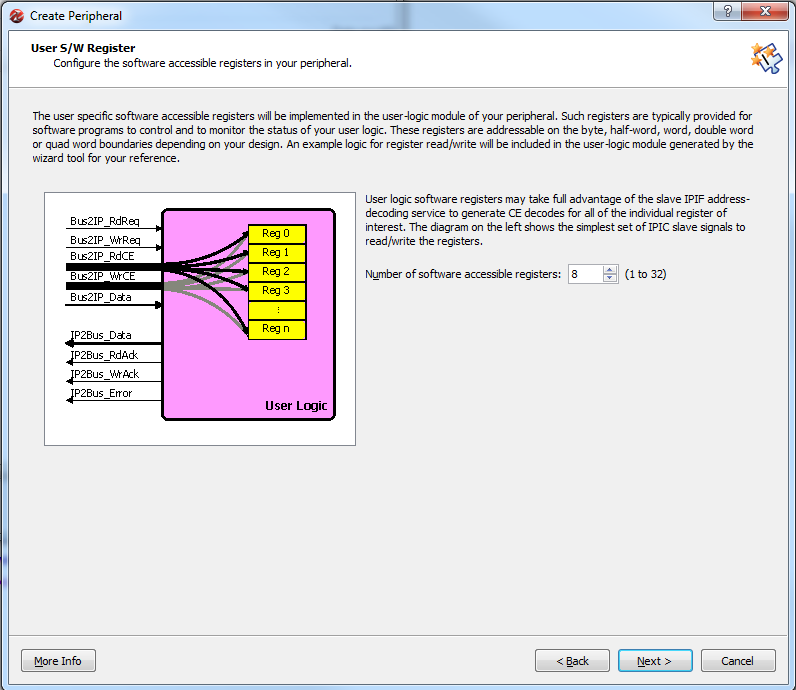 Create Peripheral
User S/W Register
Configure the software accessible registers in your peripheral.
The user specific software accessible registers will be implemented in the user-logic module of your peripheral. Such registers are typically provided for
software programs to control and to monitor the status of your user logic. These registers are addressable on the byte, half-word, word, double word
or quad word boundaries depending on your design. An example logic for register read/write will be included in the user-logic module generated by the
wizard tool for your reference.
Bus2IP_RdReq
Bus2IP_WrReq
Bus2IP_RdCE
Bus2IP_WrCE
Bus2IP_Data
IP2Bus_Data
IP2Bus_RdAck
IP2Bus_WrAck
IP2Bus_Error
Reg 0
Reg 1
Reg 2
Reg 3
⋮
Reg n
User Logic
User logic software registers may take full advantage of the slave IPIF address-
decoding service to generate CE decodes for all of the individual register of
interest. The diagram on the left shows the simplest set of IPIC slave signals to
read/write the registers.
Number of software accessible registers: 8 (1 to 32)
More Info
< Back
Next >
Cancel